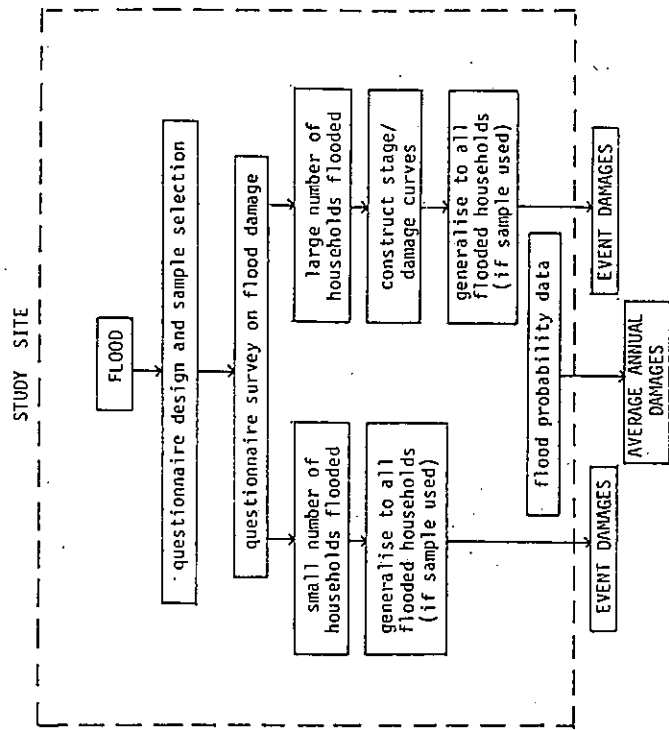 STUDY SITE
FLOOD
questionnaire design and sample selection
questionnaire survey on flood damage
small number of
households flooded
large number of
households flooded
generalise to all
flooded households
(if sample used)
construct stage/
damage curves
generalise to all
flooded households
(if sample used)
flood probability data
EVENT DAMAGES
EVENT DAMAGES
AVERAGE ANNUAL
DAMAGES